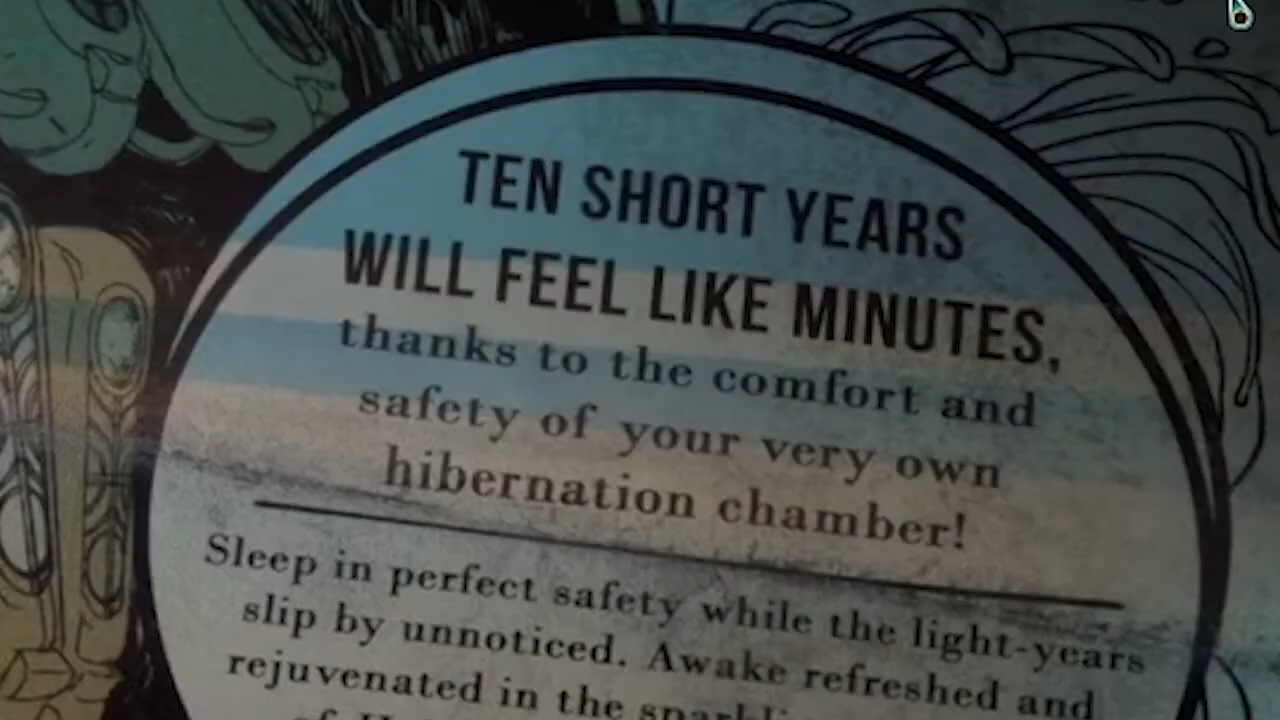 TEN SHORT YEARS
WILL FEEL LIKE MINUTES,
thanks to the comfort and
safety of your very own
hibernation chamber!
Sleep in perfect safety while the light-years
slip by unnoticed. Awake refreshed and
rejuvenated in the
of